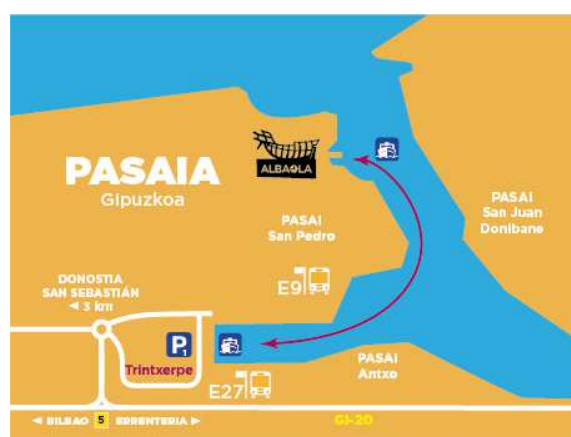 ALBAOLA
PASAIA
Gipuzkoa
PASAI
San Juan
Donibane
PASAI
San Pedro
DONOSTIA
SAN SEBASTIÁN
◄ 3 km
E9
P1
Trintxerpe
PASAI
Antxo
E27
◄ BILBAO 5 ERRENTERIA ►
GI-20